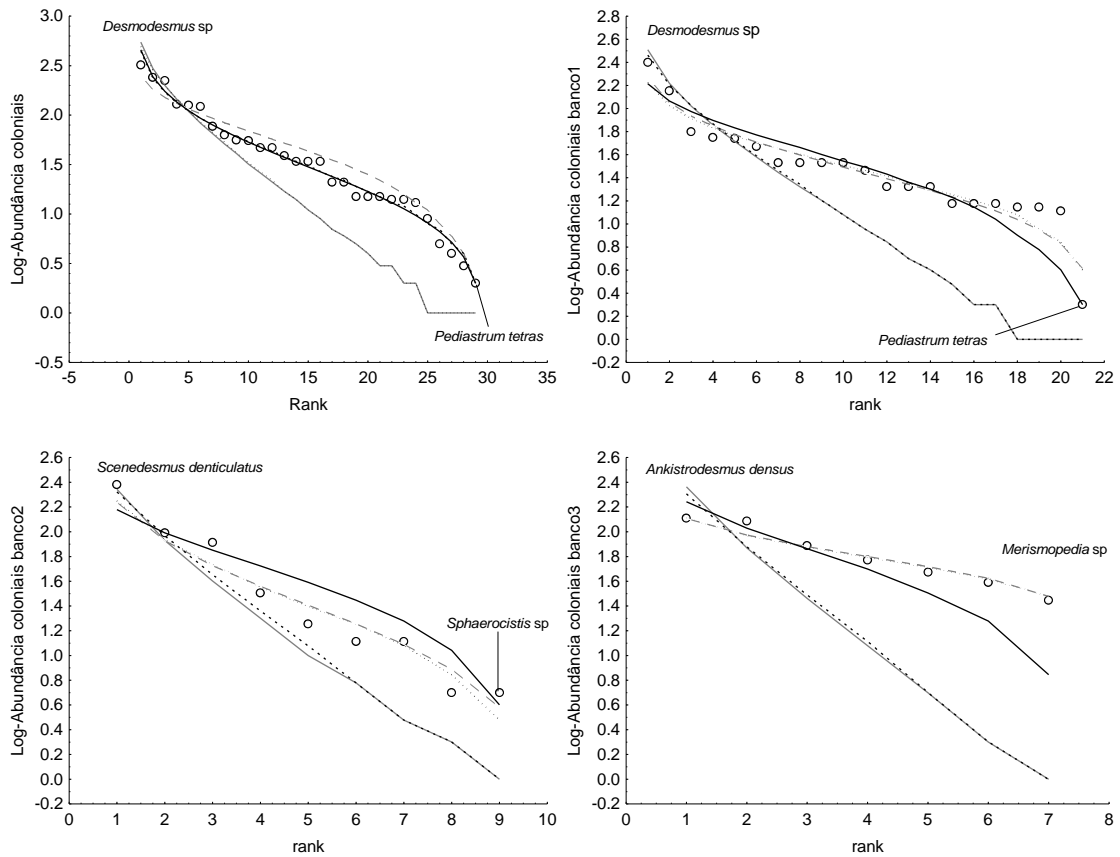 Desmodesmus sp
3.0
2.5
2.0
1.5
1.0
0.5
0.0
-0.5
Log-Abundância coloniais
Pediastrum tetras
-5 0 5 10 15 20 25 30 35
Rank
Desmodesmus sp
2.8
2.6
2.4
2.2
2.0
1.8
1.6
1.4
1.2
1.0
0.8
0.6
0.4
0.2
0.0
-0.2
Log-Abundância coloniais banco1
Pediastrum tetras
0 2 4 6 8 10 12 14 16 18 20 22
rank
Scenedesmus denticulatus
2.6
2.4
2.2
2.0
1.8
1.6
1.4
1.2
1.0
0.8
0.6
0.4
0.2
0.0
-0.2
Log-Abundância coloniais banco2
Sphaerocistis sp
0 1 2 3 4 5 6 7 8 9 10
rank
Ankistrodesmus densus
2.6
2.4
2.2
2.0
1.8
1.6
1.4
1.2
1.0
0.8
0.6
0.4
0.2
0.0
-0.2
Log-Abundância coloniais banco3
Merismopedia sp
0 1 2 3 4 5 6 7 8
rank